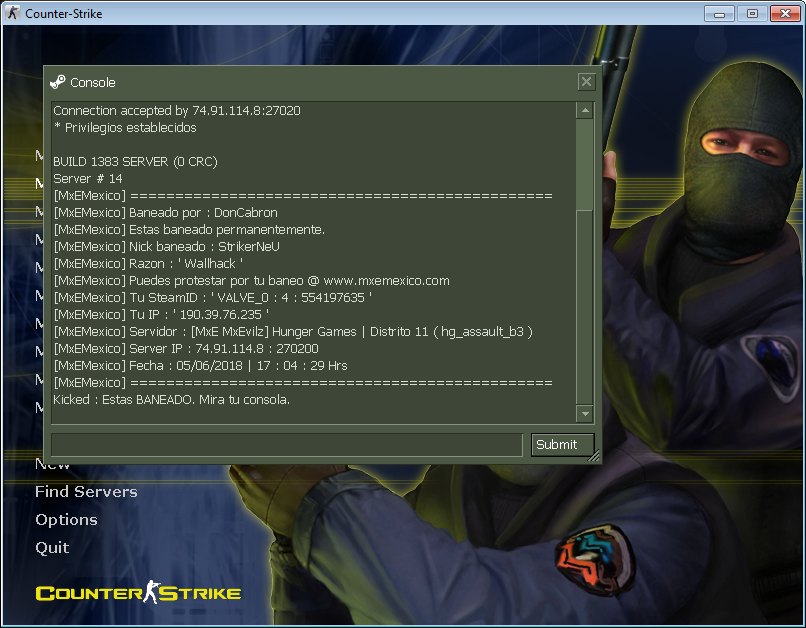 Counter-Strike
Console
Connection accepted by 74.91.114.8:27020
* Privilegios establecidos
BUILD 1383 SERVER (0 CRC)
Server # 14
[MxEMexico] ================================================
[MxEMexico] Baneado por : DonCabron
[MxEMexico] Estas baneado permanentemente.
[MxEMexico] Nick baneado : StrikerNeU
[MxEMexico] Razon : ' Wallhack '
[MxEMexico] Puedes protestar por tu baneo @ www.mxemexico.com
[MxEMexico] Tu SteamID : ' VALVE_0 : 4 : 554197635 '
[MxEMexico] Tu IP : ' 190.39.76.235 '
[MxEMexico] Servidor : [MxE MxEvilz] Hunger Games | Distrito 11 ( hg_assault_b3 )
[MxEMexico] Server IP : 74.91.114.8 : 270200
[MxEMexico] Fecha : 05/06/2018 | 17 : 04 : 29 Hrs
[MxEMexico] ================================================
Kicked : Estas BANEADO. Mira tu consola.
Submit
New
Find Servers
Options
Quit
COUNTER STRIKE